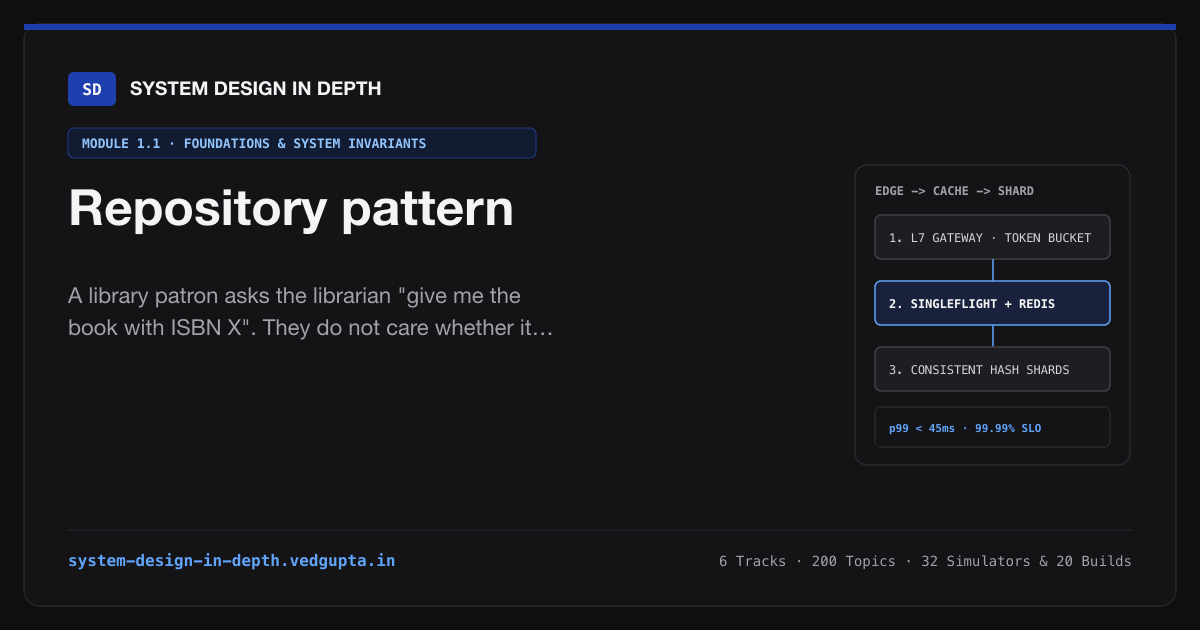 SD
SYSTEM DESIGN IN DEPTH
MODULE 1.1 · FOUNDATIONS & SYSTEM INVARIANTS
Repository pattern
A library patron asks the librarian "give me the
book with ISBN X". They do not care whether it…
EDGE —> CACHE —> SHARD
1. L7 GATEWAY · TOKEN BUCKET
2. SINGLEFLIGHT + REDIS
3. CONSISTENT HASH SHARDS
p99 < 45ms · 99.99% SLO
system-design-in-depth.vedgupta.in
6 Tracks · 200 Topics · 32 Simulators & 20 Builds